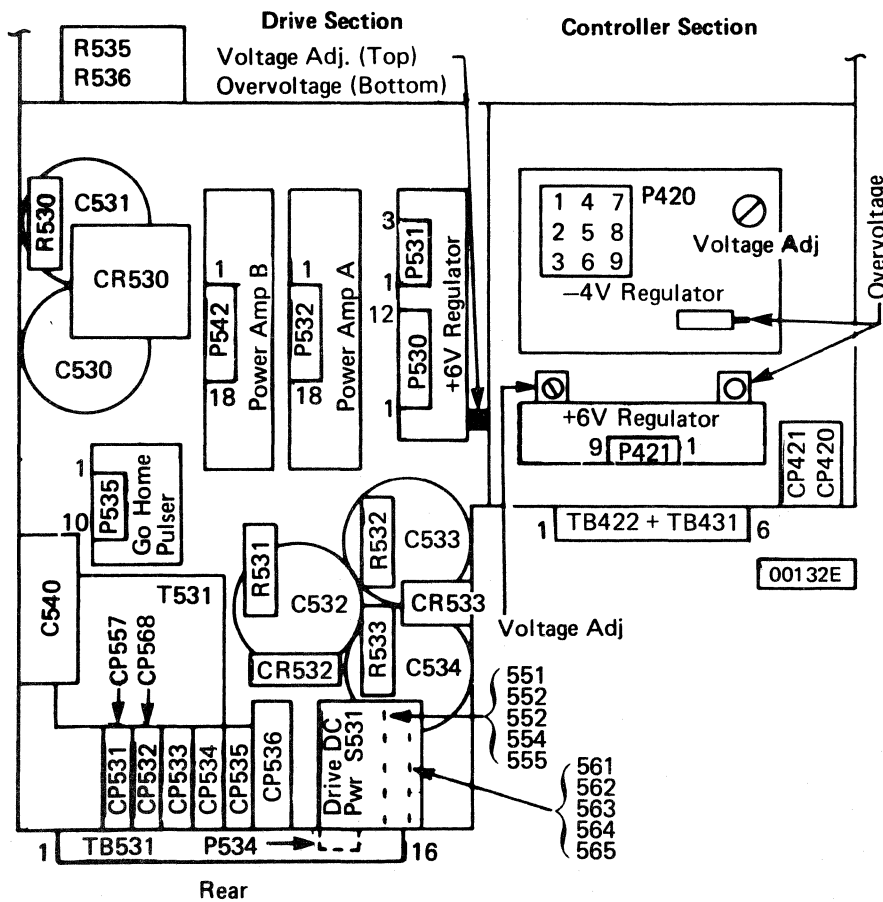 Drive Section
Controller Section
R535
R536
Voltage Adj. (Top)
Overvoltage (Bottom)
C531
R530
CR530
C530
1
P542
18
Power Amp B
1
P532
18
Power Amp A
3
P531
1
12
P530
1
+6V Regulator
1 4 7
2 5 8
3 6 9
P420
Voltage Adj
−4V Regulator
Overvoltage
+6V Regulator
9 P421 1
CP421
CP420
1 TB422 + TB431 6
00132E
Voltage Adj
1
P535
10
Go Home
Pulser
C540
T531
CP557
CP568
R531
C532
R532
C533
CR533
R533
C534
CR532
CP531
CP532
CP533
CP534
CP535
CP536
Drive DC
Pwr S531
551
552
552
554
555
561
562
563
564
565
1 TB531 P534 16
Rear